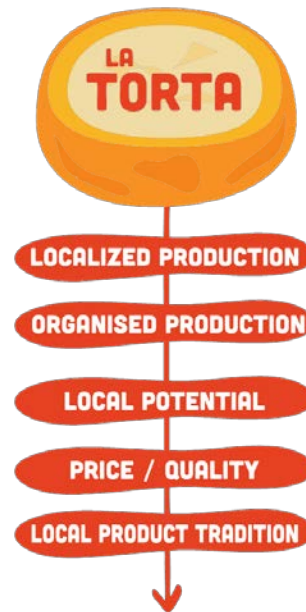 LA
TORTA
LOCALIZED PRODUCTION
ORGANISED PRODUCTION
LOCAL POTENTIAL
PRICE / QUALITY
LOCAL PRODUCT TRADITION